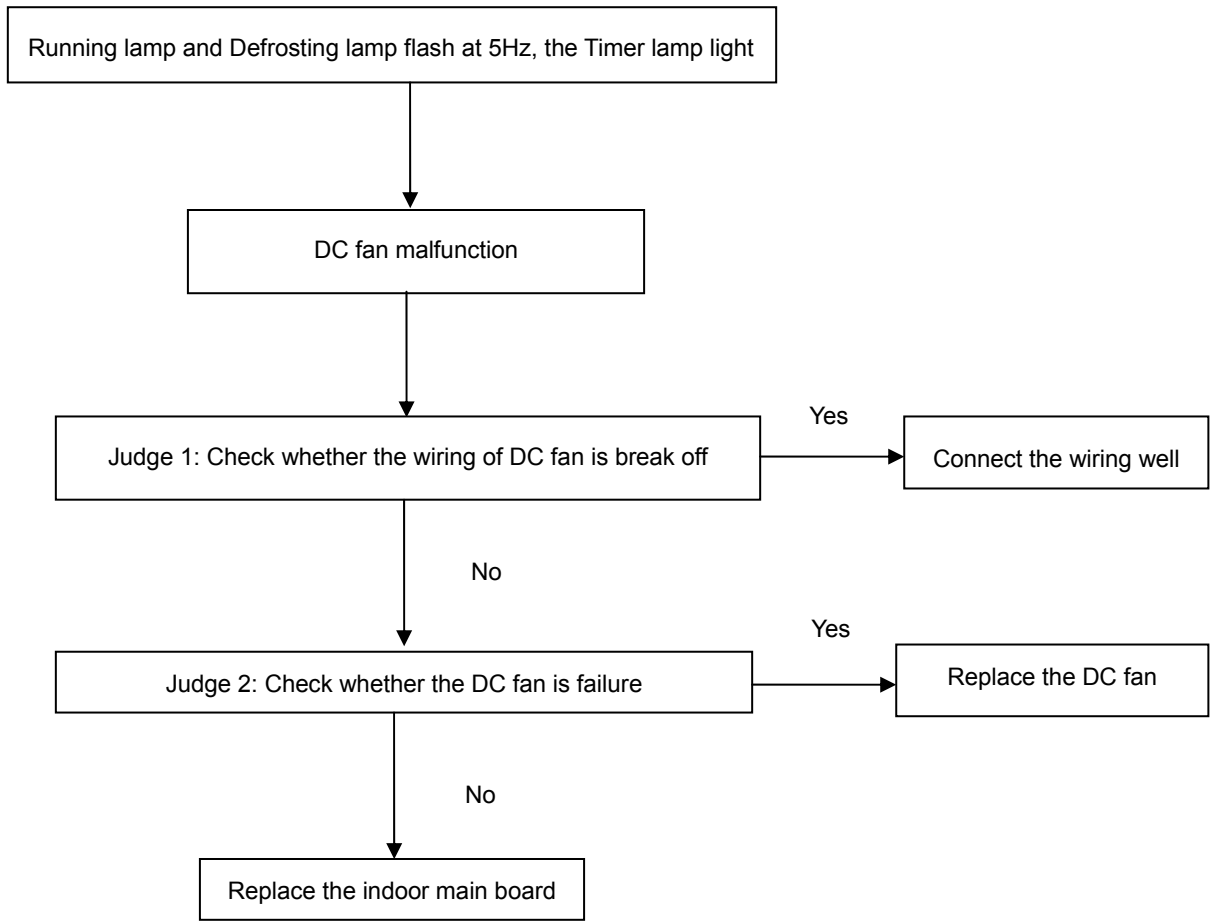 Running lamp and Defrosting lamp flash at 5Hz, the Timer lamp light
DC fan malfunction
Yes
Judge 1: Check whether the wiring of DC fan is break off
Connect the wiring well
No
Yes
Judge 2: Check whether the DC fan is failure
Replace the DC fan
No
Replace the indoor main board